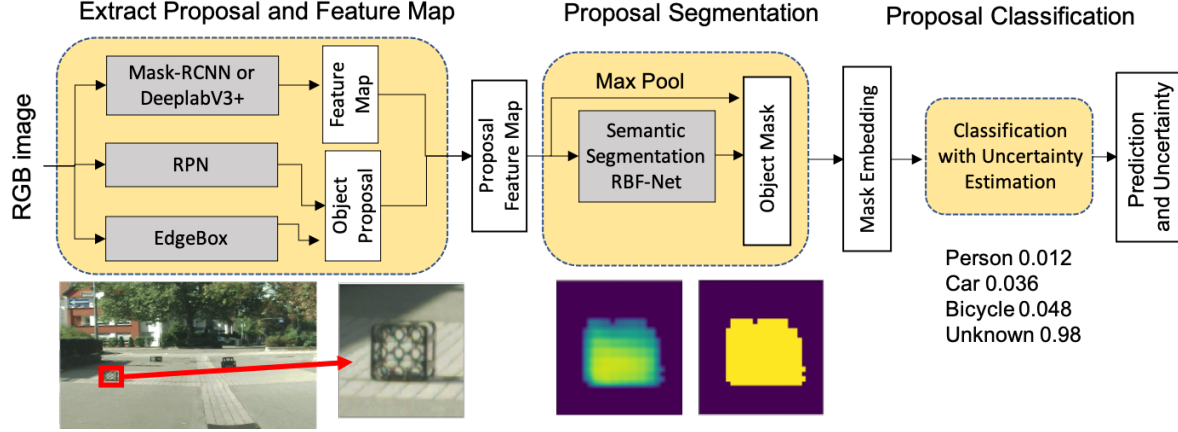 Extract Proposal and Feature Map
Proposal Segmentation
Proposal Classification
RGB image
Mask-RCNN or
DeeplabV3+
RPN
EdgeBox
Feature
Map
Object
Proposal
Proposal
Feature Map
Max Pool
Semantic
Segmentation
RBF-Net
Object Mask
Mask Embedding
Classification
with Uncertainty
Estimation
Prediction
and Uncertainty
Person 0.012
Car 0.036
Bicycle 0.048
Unknown 0.98